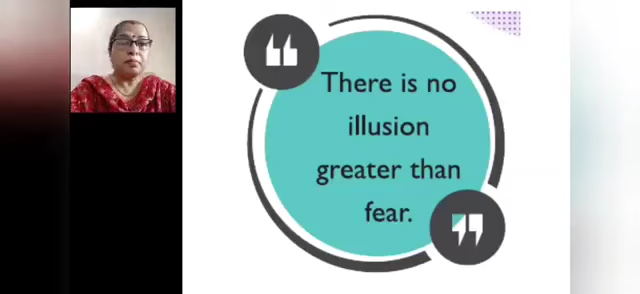 There is no
illusion
greater than
fear.